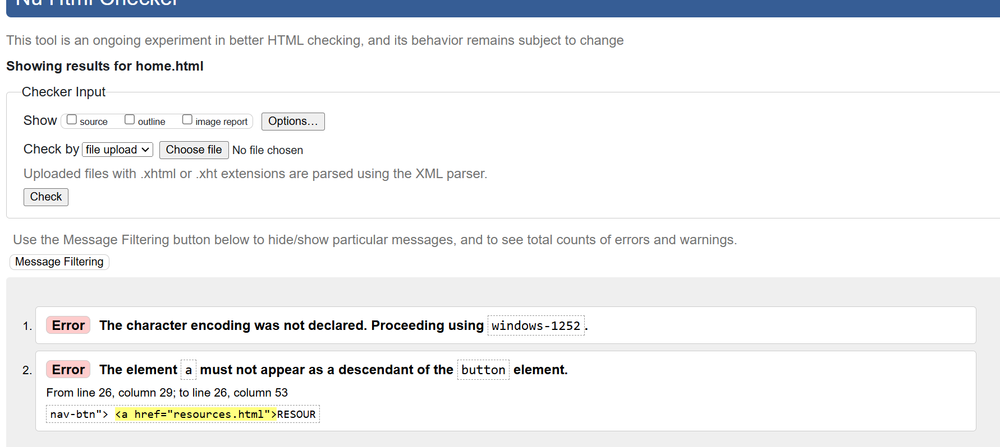 Nu Html Checker
This tool is an ongoing experiment in better HTML checking, and its behavior remains subject to change
Showing results for home.html
Checker Input
Show source outline image report Options...
Check by file upload Choose file No file chosen
Uploaded files with .xhtml or .xht extensions are parsed using the XML parser.
Check
Use the Message Filtering button below to hide/show particular messages, and to see total counts of errors and warnings.
Message Filtering
1. Error The character encoding was not declared. Proceeding using windows-1252.
2. Error The element a must not appear as a descendant of the button element.
From line 26, column 29; to line 26, column 53
nav-btn"> <a href="resources.html">RESOUR